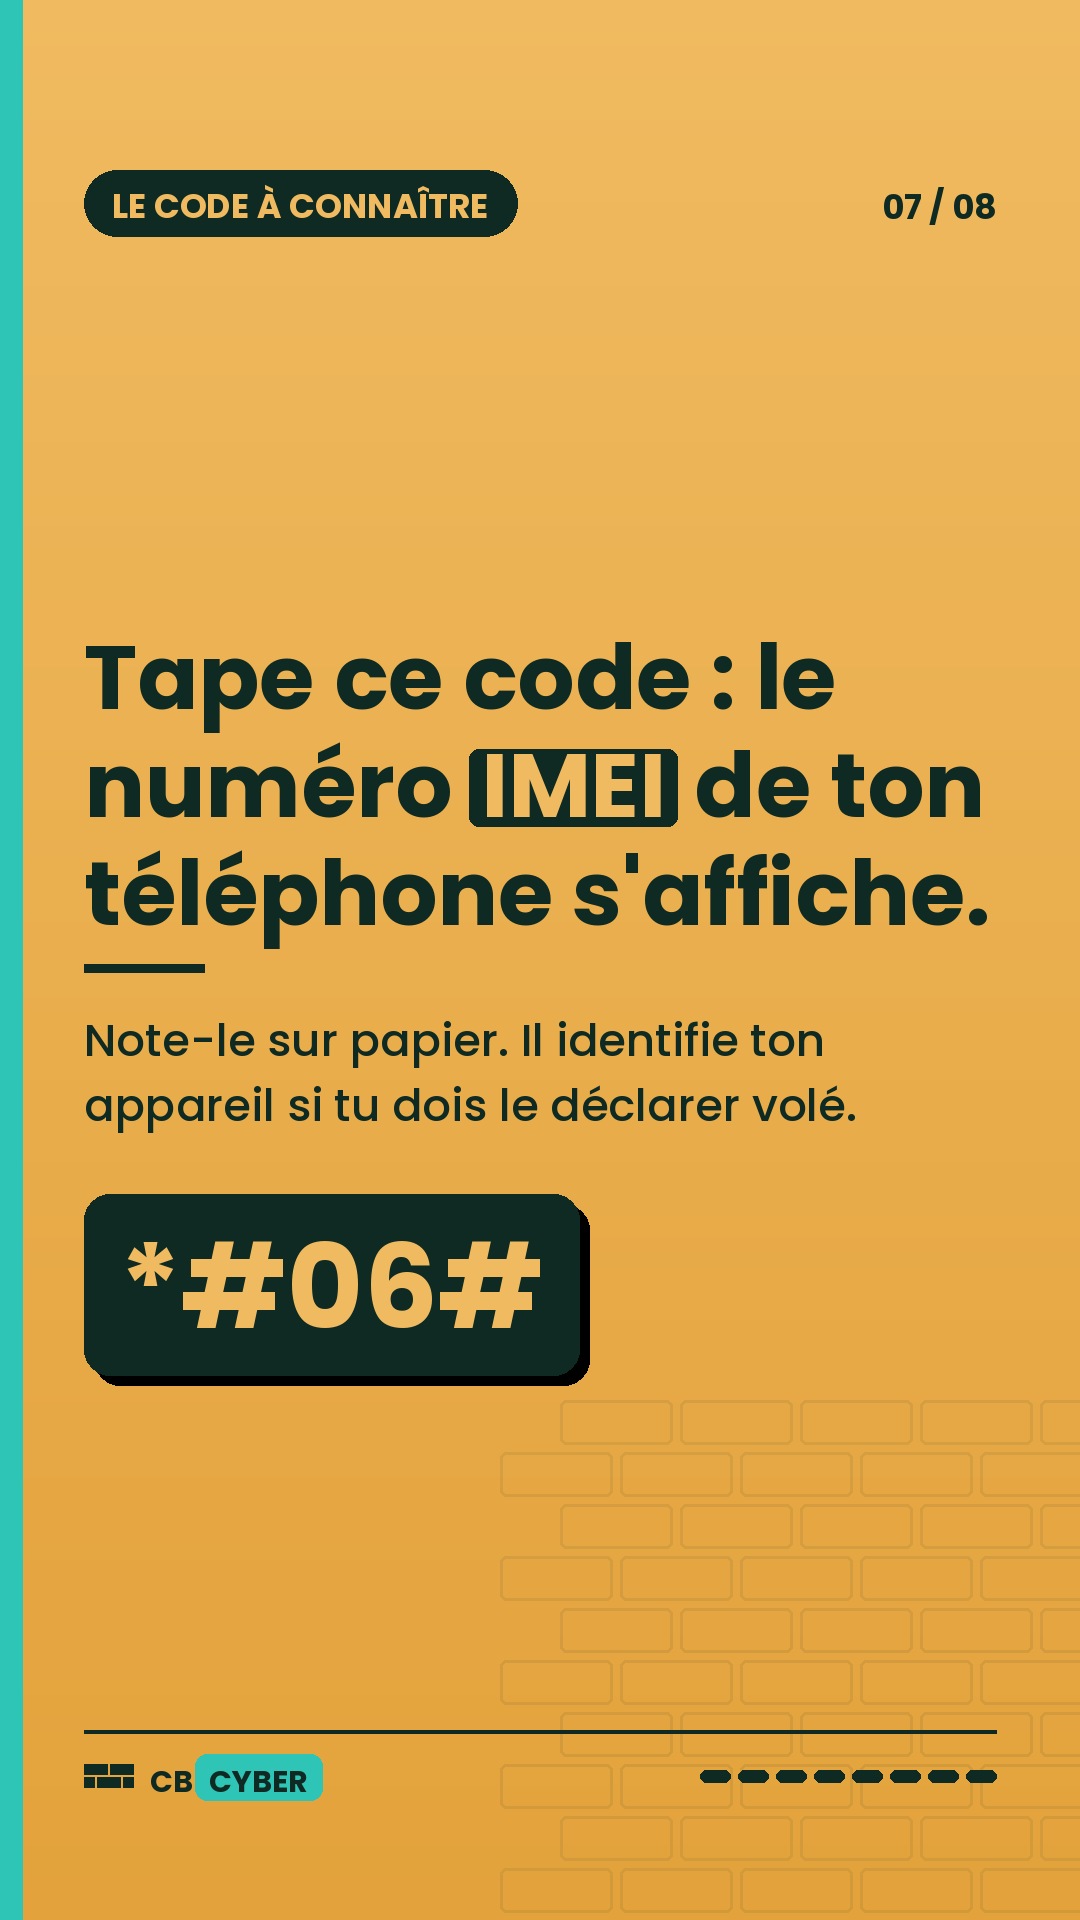 LE CODE À CONNAÎTRE
07 / 08
Tape ce code : le
numéro IMEI de ton
téléphone s'affiche.
Note-le sur papier. Il identifie ton
appareil si tu dois le déclarer volé.
*#06#
CB CYBER